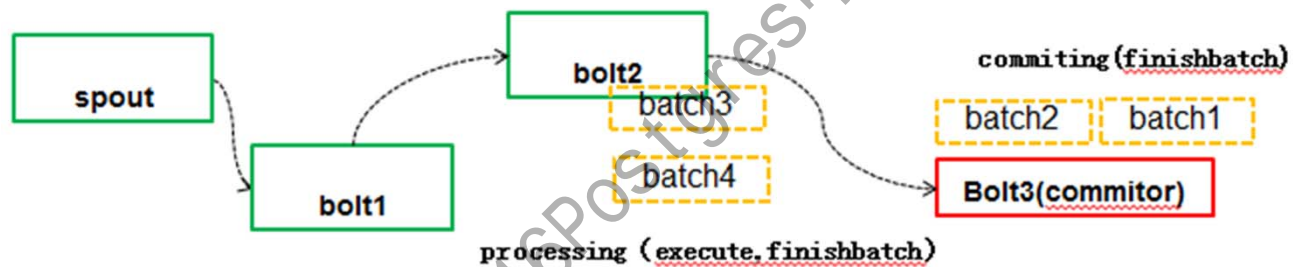 spout
bolt1
bolt2
batch3
batch4
processing (execute,finishbatch)
commiting(finishbatch)
batch2 batch1
Bolt3(commitor)